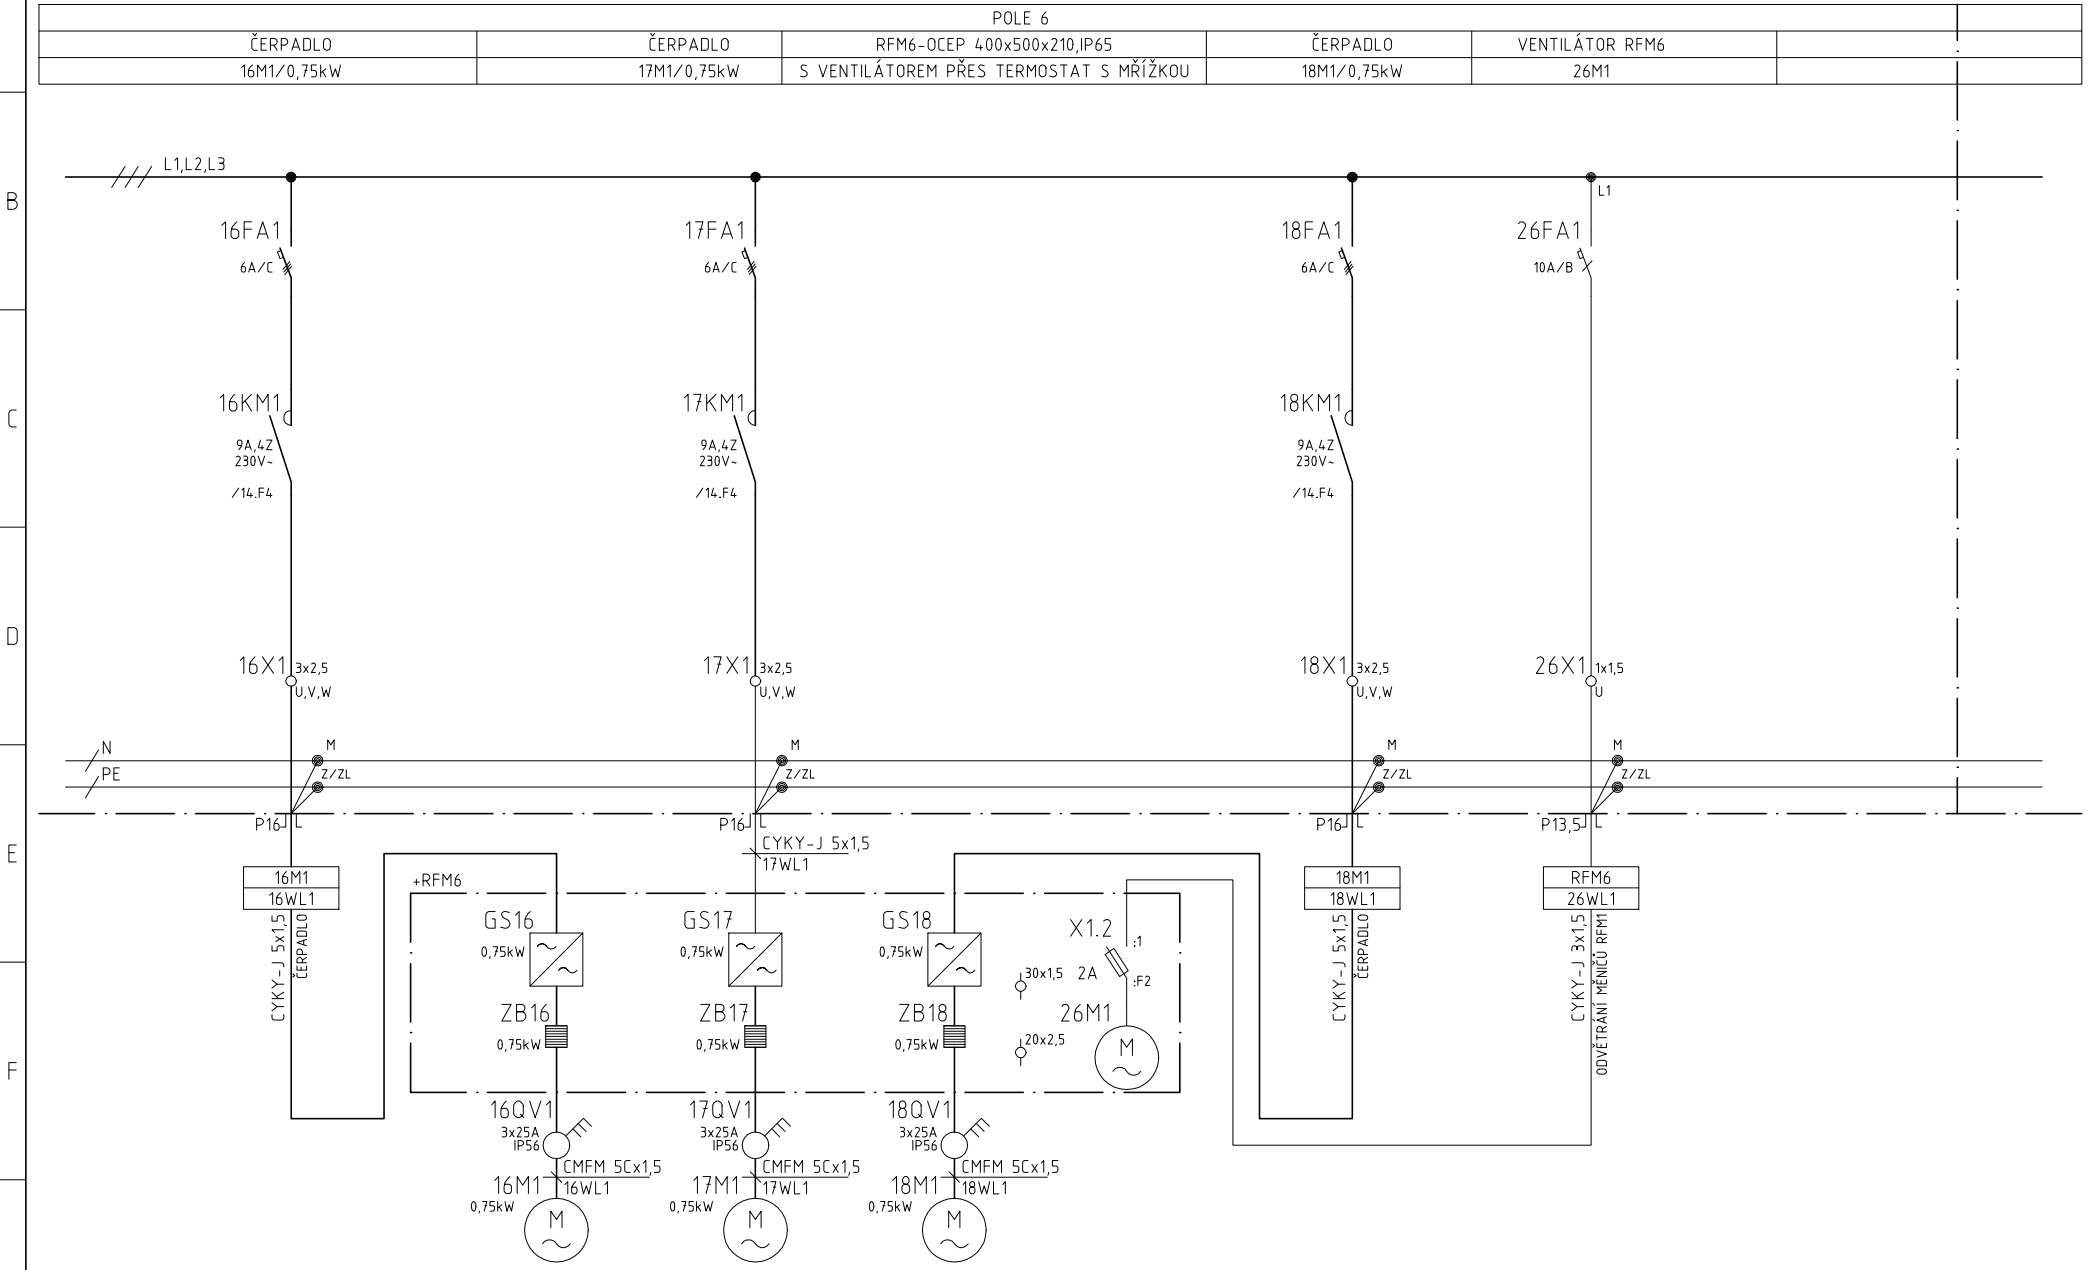 POLE 6
ČERPADLO
ČERPADLO
RFM6-OCEP 400x500x210,IP65
ČERPADLO
VENTILÁTOR RFM6
16M1/0,75kW
17M1/0,75kW
S VENTILÁTOREM PŘES TERMOSTAT S MŘÍŽKOU
18M1/0,75kW
26M1
L1,L2,L3
L1
B
16FA1
6A/C
17FA1
6A/C
18FA1
6A/C
26FA1
10A/B
C
16KM1
9A,4Z
230V~
/14.F4
17KM1
9A,4Z
230V~
/14.F4
18KM1
9A,4Z
230V~
/14.F4
D
16X1
3x2,5
U,V,W
17X1
3x2,5
U,V,W
18X1
3x2,5
U,V,W
26X1
1x1,5
U
N
M
M
M
M
PE
Z/ZL
Z/ZL
Z/ZL
Z/ZL
P16
P16
P16
P13,5
E
CYKY-J 5x1,5
17WL1
16M1
16WL1
18M1
18WL1
RFM6
26WL1
CYKY-J 5x1,5
ČERPADLO
CYKY-J 5x1,5
ČERPADLO
CYKY-J 3x1,5
ODVĚTRÁNÍ MĚNIČŮ RFM1
+RFM6
GS16
0,75kW
GS17
0,75kW
GS18
0,75kW
X1.2
:1
2A
:F2
30x1,5
20x2,5
ZB16
0,75kW
ZB17
0,75kW
ZB18
0,75kW
26M1
M
~
F
16QV1
3x25A
IP56
17QV1
3x25A
IP56
18QV1
3x25A
IP56
CMFM 5Cx1,5
16WL1
CMFM 5Cx1,5
17WL1
CMFM 5Cx1,5
18WL1
16M1
0,75kW
M
~
17M1
0,75kW
M
~
18M1
0,75kW
M
~